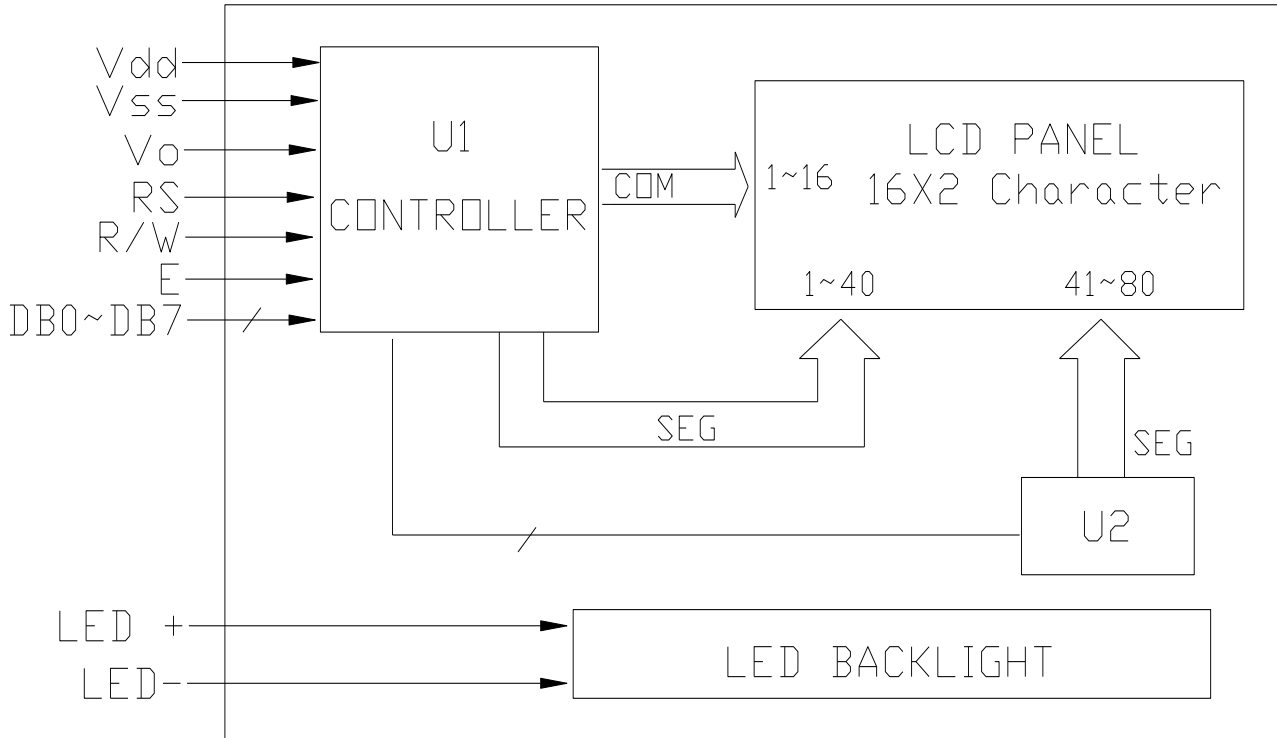 Vdd
Vss
Vo
RS
R/W
E
DB0~DB7
U1
CONTROLLER
COM
1~16
LCD PANEL
16X2 Character
1~40
41~80
SEG
SEG
U2
LED +
LED-
LED BACKLIGHT